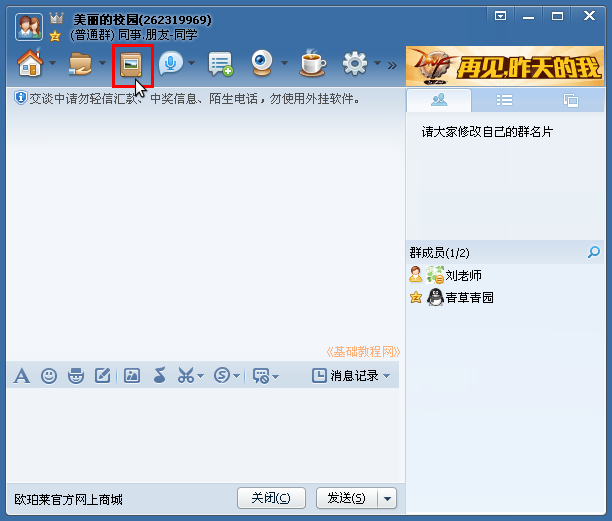 美丽的校园(262319969)
(普通群) 同事.朋友-同学
再见,昨天的我
交谈中请勿轻信汇款、中奖信息、陌生电话，勿使用外挂软件。
请大家修改自己的群名片
群成员(1/2)
刘老师
青草青园
《基础教程网》
消息记录
欧珀莱官方网上商城
关闭(C)
发送(S)